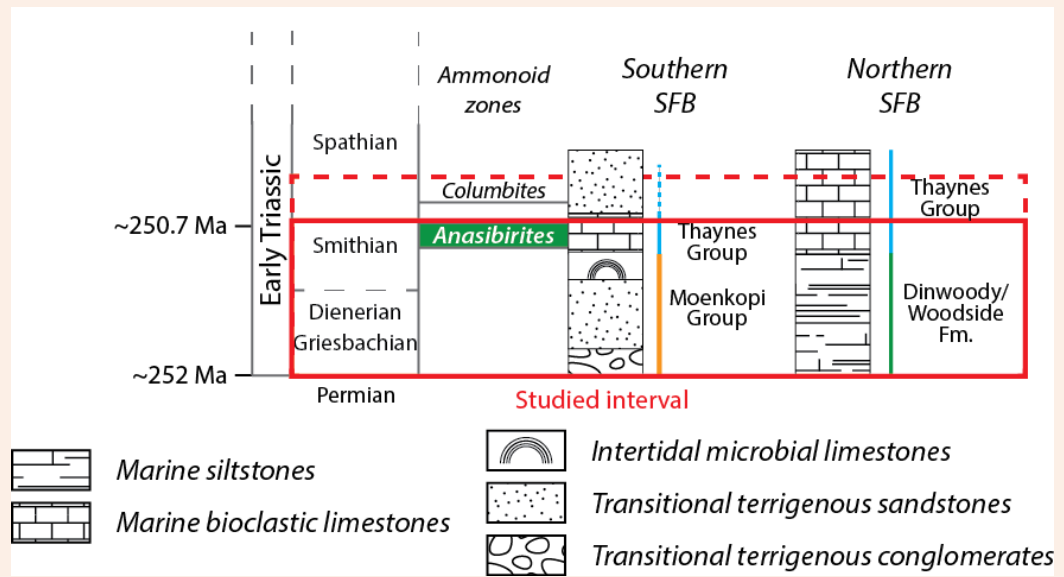 Ammonoid
zones
Southern
SFB
Northern
SFB
Early Triassic
Spathian
Columbites
Thaynes
Group
~250.7 Ma
Smithian
Anasibirites
Thaynes
Group
Dienerian
Griesbachian
Moenkopi
Group
Dinwoody/
Woodside
Fm.
~252 Ma
Permian
Studied interval
Marine siltstones
Marine bioclastic limestones
Intertidal microbial limestones
Transitional terrigenous sandstones
Transitional terrigenous conglomerates